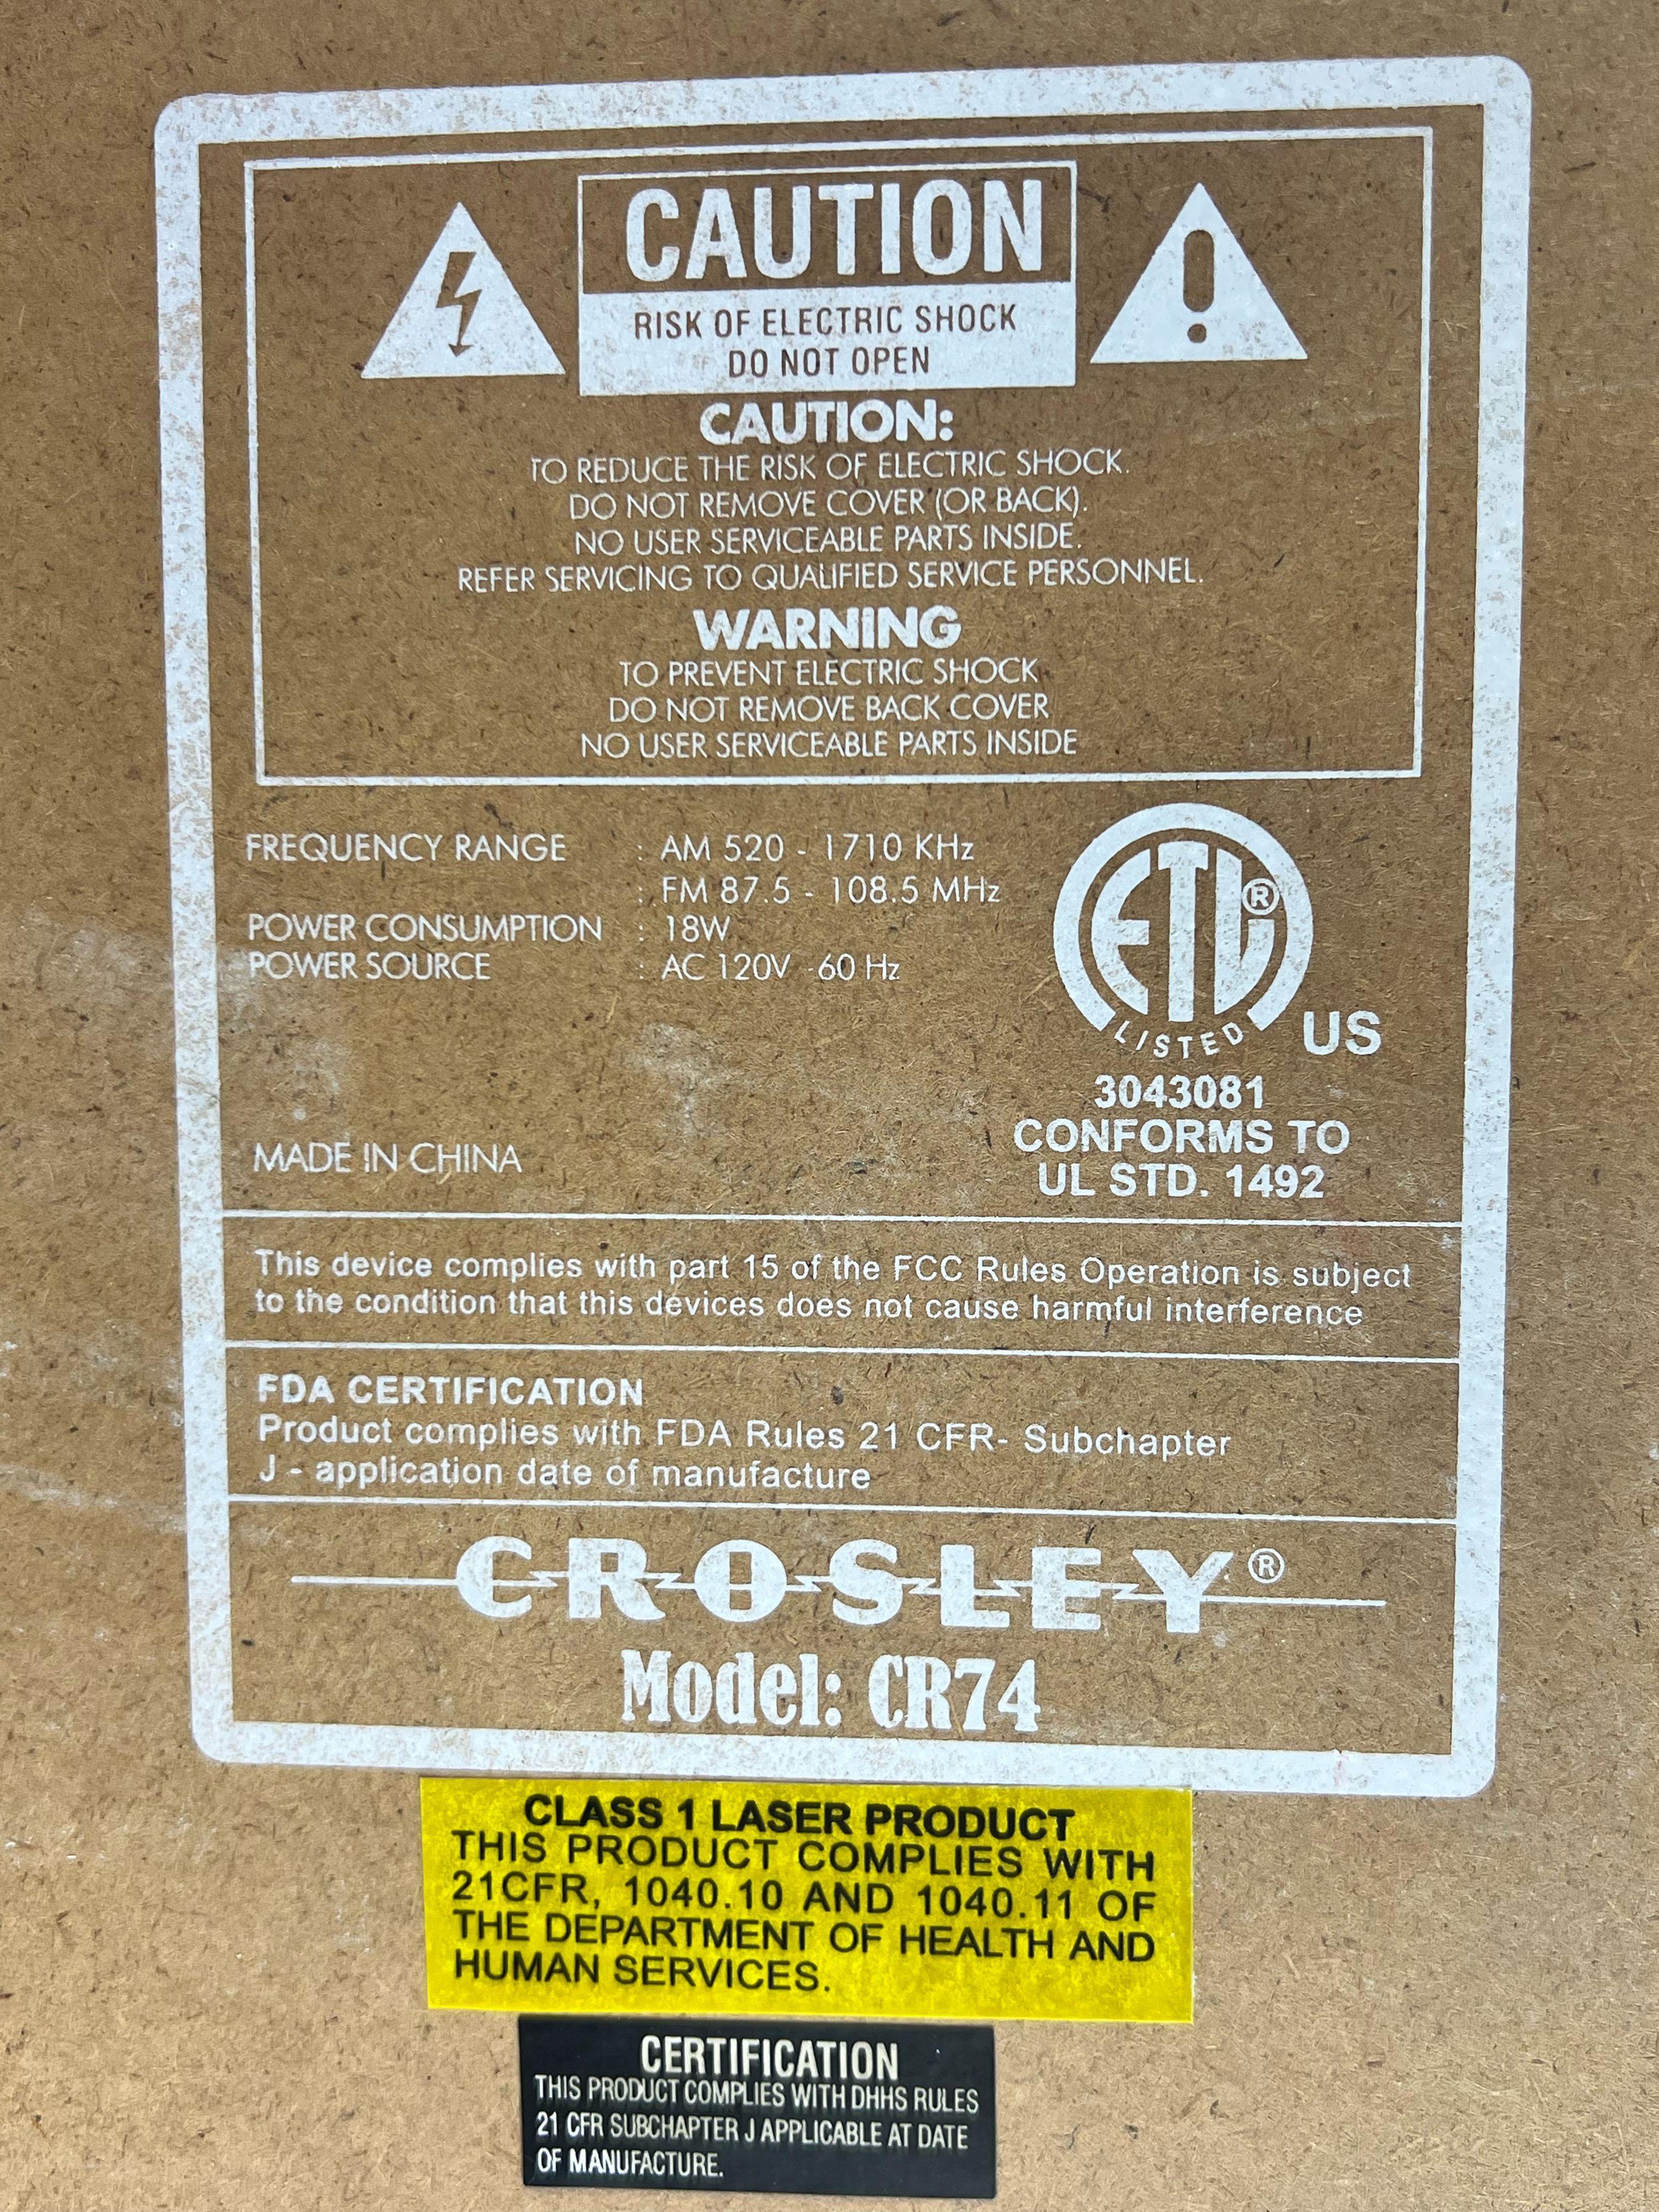 CAUTION
RISK OF ELECTRIC SHOCK
DO NOT OPEN
CAUTION:
TO REDUCE THE RISK OF ELECTRIC SHOCK.
DO NOT REMOVE COVER (OR BACK).
NO USER SERVICEABLE PARTS INSIDE.
REFER SERVICING TO QUALIFIED SERVICE PERSONNEL.
WARNING
TO PREVENT ELECTRIC SHOCK
DO NOT REMOVE BACK COVER
NO USER SERVICEABLE PARTS INSIDE
FREQUENCY RANGE : AM 520 - 1710 KHz
: FM 87.5 - 108.5 MHz
POWER CONSUMPTION : 18W
POWER SOURCE : AC 120V -60 Hz
MADE IN CHINA
ETL®
LISTED
US
3043081
CONFORMS TO
UL STD. 1492
This device complies with part 15 of the FCC Rules Operation is subject
to the condition that this devices does not cause harmful interference
FDA CERTIFICATION
Product complies with FDA Rules 21 CFR- Subchapter
J - application date of manufacture
CROSLEY®
Model: CR74
CLASS 1 LASER PRODUCT
THIS PRODUCT COMPLIES WITH
21CFR, 1040.10 AND 1040.11 OF
THE DEPARTMENT OF HEALTH AND
HUMAN SERVICES.
CERTIFICATION
THIS PRODUCT COMPLIES WITH DHHS RULES
21 CFR SUBCHAPTER J APPLICABLE AT DATE
OF MANUFACTURE.